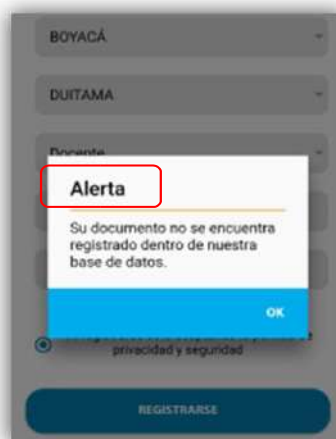 BOYACÁ
DUITAMA
Docente
Alerta
Su documento no se encuentra
registrado dentro de nuestra
base de datos.
OK
privacidad y seguridad
REGISTRARSE